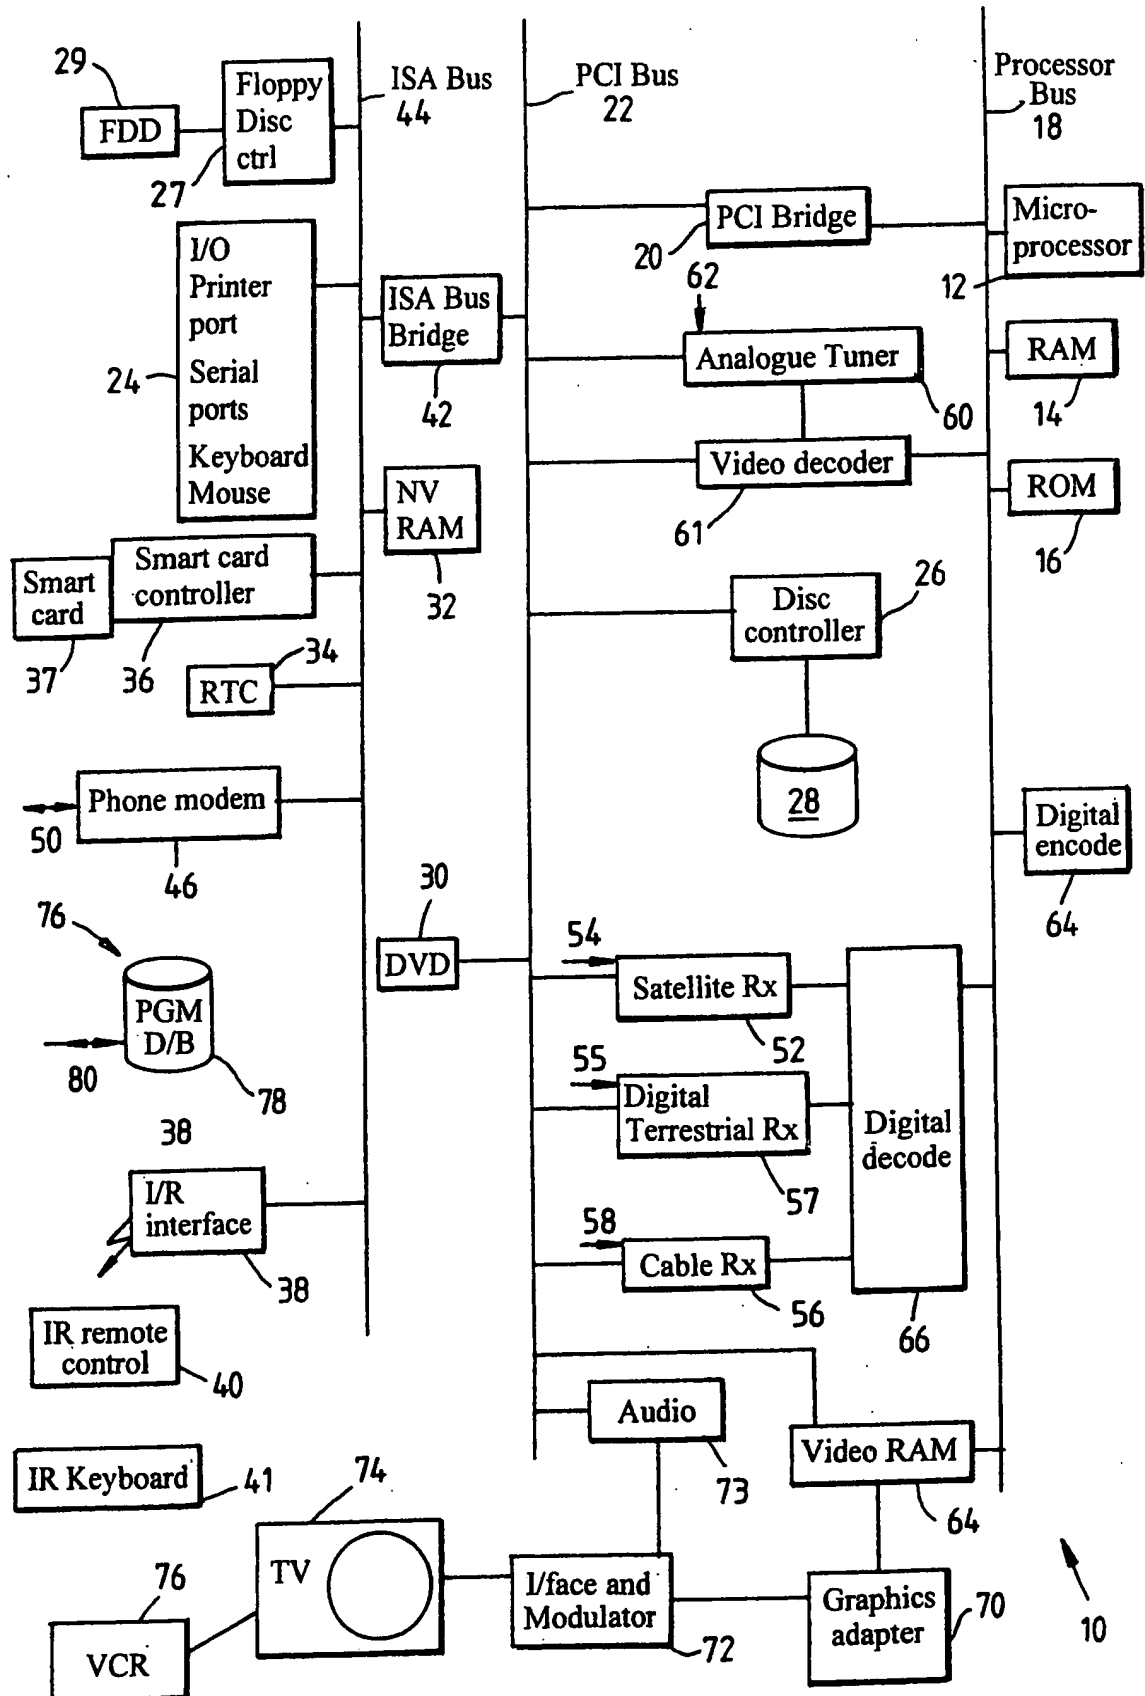 29
FDD
Floppy
Disc
ctrl
27
ISA Bus
44
PCI Bus
22
Processor
Bus
18
I/O
Printer
port
Serial
ports
Keyboard
Mouse
24
ISA Bus
Bridge
42
PCI Bridge
20
Micro-
processor
12
62
Analogue Tuner
60
RAM
14
Video decoder
61
ROM
16
NV
RAM
32
Smart
card
37
Smart card
controller
36
34
RTC
Disc
controller
26
28
Phone modem
50
46
Digital
encode
64
30
DVD
76
PGM
D/B
80
78
54
Satellite Rx
52
55
Digital
Terrestrial Rx
57
58
Cable Rx
56
Digital
decode
66
38
I/R
interface
38
IR remote
control
40
IR Keyboard
41
Audio
73
Video RAM
64
74
TV
76
VCR
I/face and
Modulator
72
Graphics
adapter
70
10